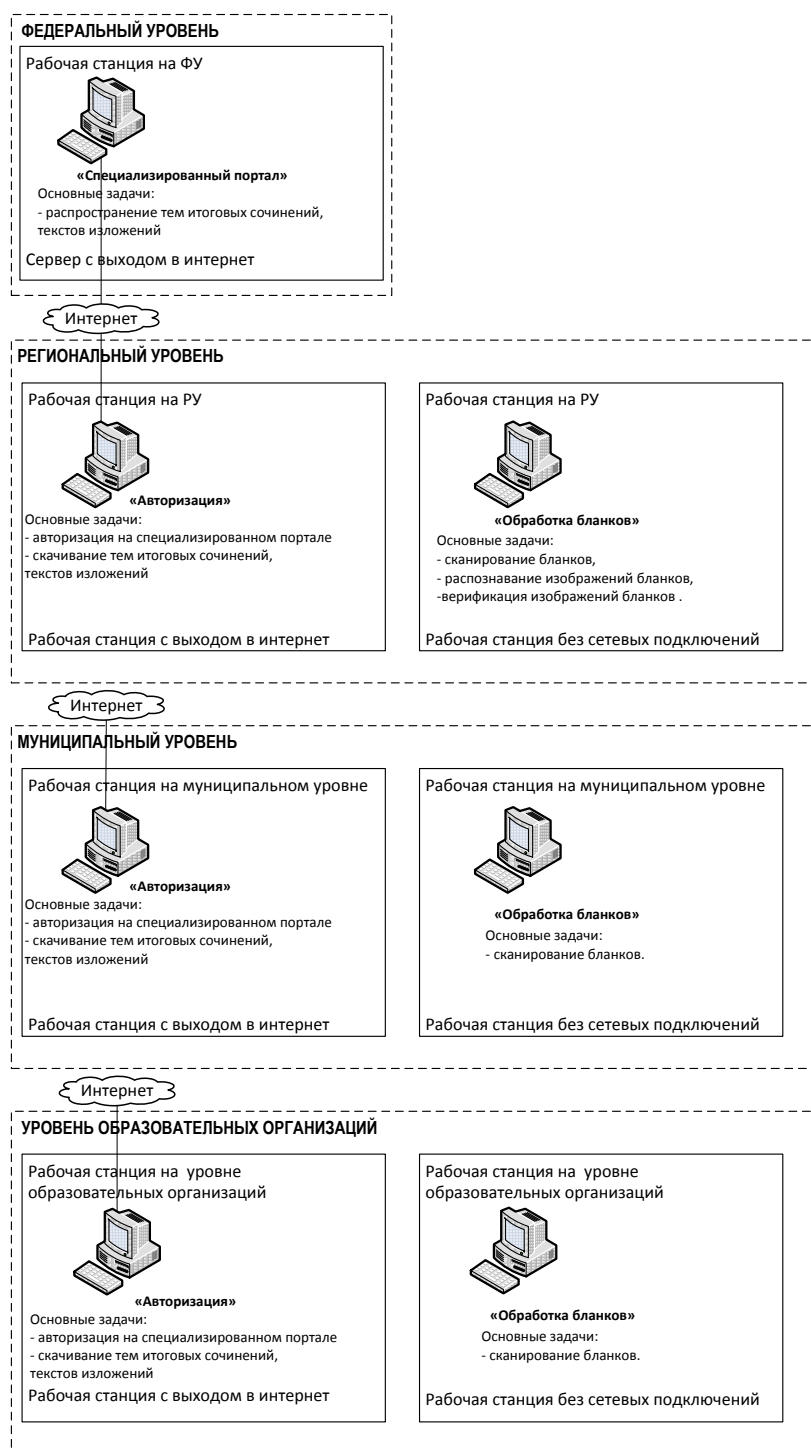 ФЕДЕРАЛЬНЫЙ УРОВЕНЬ
Рабочая станция на ФУ
«Специализированный портал»
Основные задачи:
- распространение тем итоговых сочинений,
текстов изложений
Сервер с выходом в интернет
Интернет
РЕГИОНАЛЬНЫЙ УРОВЕНЬ
Рабочая станция на РУ
«Авторизация»
Основные задачи:
- авторизация на специализированном портале
- скачивание тем итоговых сочинений,
текстов изложений
Рабочая станция с выходом в интернет
Рабочая станция на РУ
«Обработка бланков»
Основные задачи:
- сканирование бланков,
- распознавание изображений бланков,
-верификация изображений бланков .
Рабочая станция без сетевых подключений
Интернет
МУНИЦИПАЛЬНЫЙ УРОВЕНЬ
Рабочая станция на муниципальном уровне
«Авторизация»
Основные задачи:
- авторизация на специализированном портале
- скачивание тем итоговых сочинений,
текстов изложений
Рабочая станция с выходом в интернет
Рабочая станция на муниципальном уровне
«Обработка бланков»
Основные задачи:
- сканирование бланков.
Рабочая станция без сетевых подключений
Интернет
УРОВЕНЬ ОБРАЗОВАТЕЛЬНЫХ ОРГАНИЗАЦИЙ
Рабочая станция на уровне
образовательных организаций
«Авторизация»
Основные задачи:
- авторизация на специализированном портале
- скачивание тем итоговых сочинений,
текстов изложений
Рабочая станция с выходом в интернет
Рабочая станция на уровне
образовательных организаций
«Обработка бланков»
Основные задачи:
- сканирование бланков.
Рабочая станция без сетевых подключений